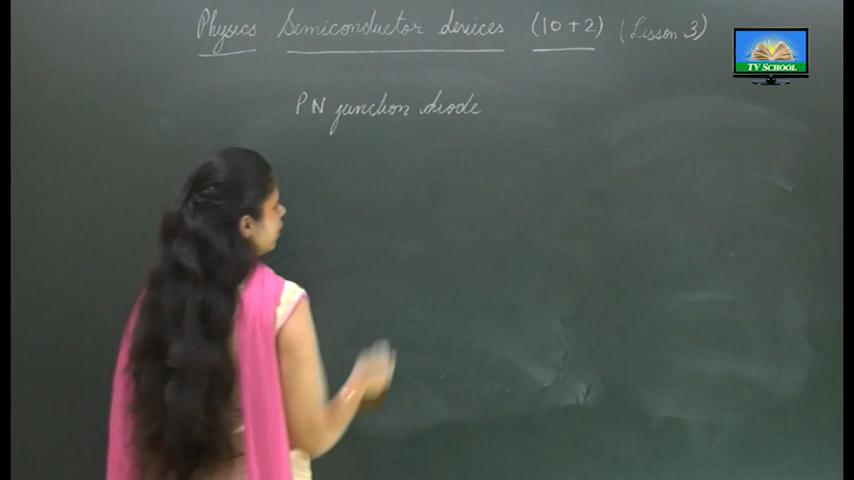 Physics Semiconductor devices (10+2) (Lesson 3)
TV SCHOOL
PN junction diode